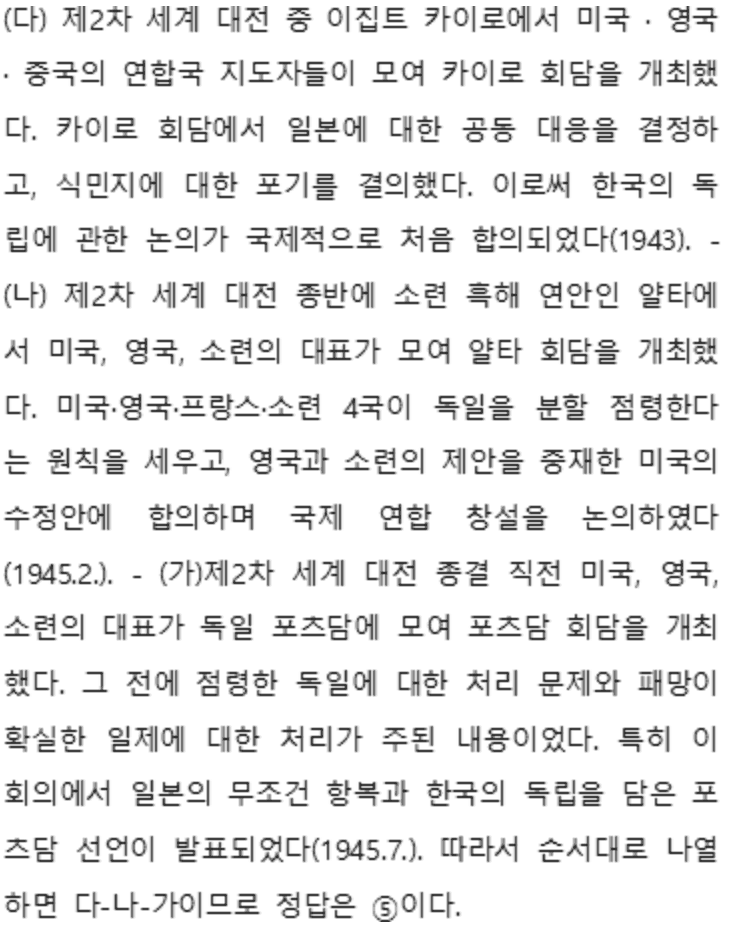 (다) 제2차 세계 대전 중 이집트 카이로에서 미국 · 영국
· 중국의 연합국 지도자들이 모여 카이로 회담을 개최했
다. 카이로 회담에서 일본에 대한 공동 대응을 결정하
고, 식민지에 대한 포기를 결의했다. 이로써 한국의 독
립에 관한 논의가 국제적으로 처음 합의되었다(1943). -
(나) 제2차 세계 대전 종반에 소련 흑해 연안인 얄타에
서 미국, 영국, 소련의 대표가 모여 얄타 회담을 개최했
다. 미국·영국·프랑스·소련 4국이 독일을 분할 점령한다
는 원칙을 세우고, 영국과 소련의 제안을 중재한 미국의
수정안에 합의하며 국제 연합 창설을 논의하였다
(1945.2.). - (가)제2차 세계 대전 종결 직전 미국, 영국,
소련의 대표가 독일 포츠담에 모여 포츠담 회담을 개최
했다. 그 전에 점령한 독일에 대한 처리 문제와 패망이
확실한 일제에 대한 처리가 주된 내용이었다. 특히 이
회의에서 일본의 무조건 항복과 한국의 독립을 담은 포
츠담 선언이 발표되었다(1945.7.). 따라서 순서대로 나열
하면 다-나-가이므로 정답은 ⑤이다.